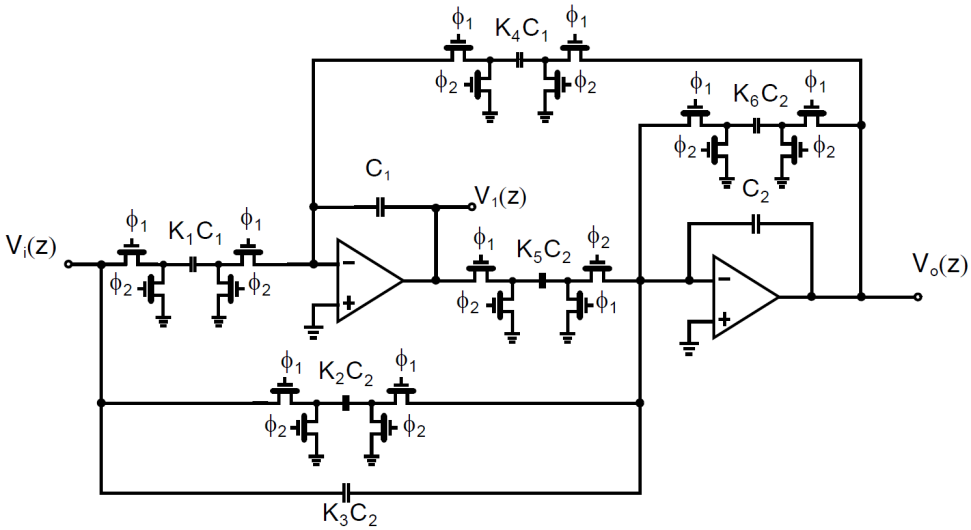 ϕ1 K4C1 ϕ1
ϕ2 ϕ2
ϕ1 K6C2 ϕ1
ϕ2 ϕ2
C1
V1(z)
C2
Vi(z)
ϕ1 K1C1 ϕ1
ϕ2 ϕ2
−
+
ϕ1 K5C2 ϕ2
ϕ2 ϕ1
−
+
Vo(z)
ϕ1 K2C2 ϕ1
ϕ2 ϕ2
K3C2